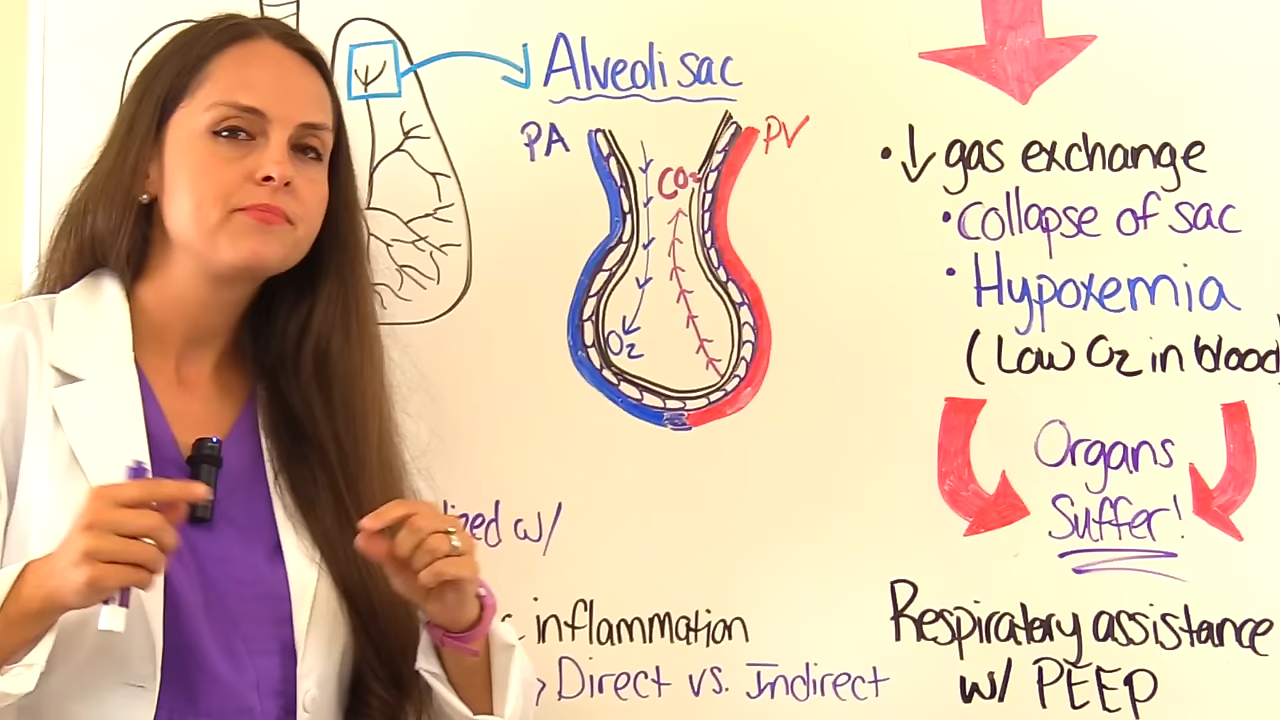 Alveoli sac
PA
PV
CO₂
O₂
• ↓ gas exchange
• collapse of sac
• Hypoxemia
(Low O₂ in blood)
Organs
Suffer!
w/
inflammation
> Direct vs. Indirect
Respiratory assistance
w/ PEEP